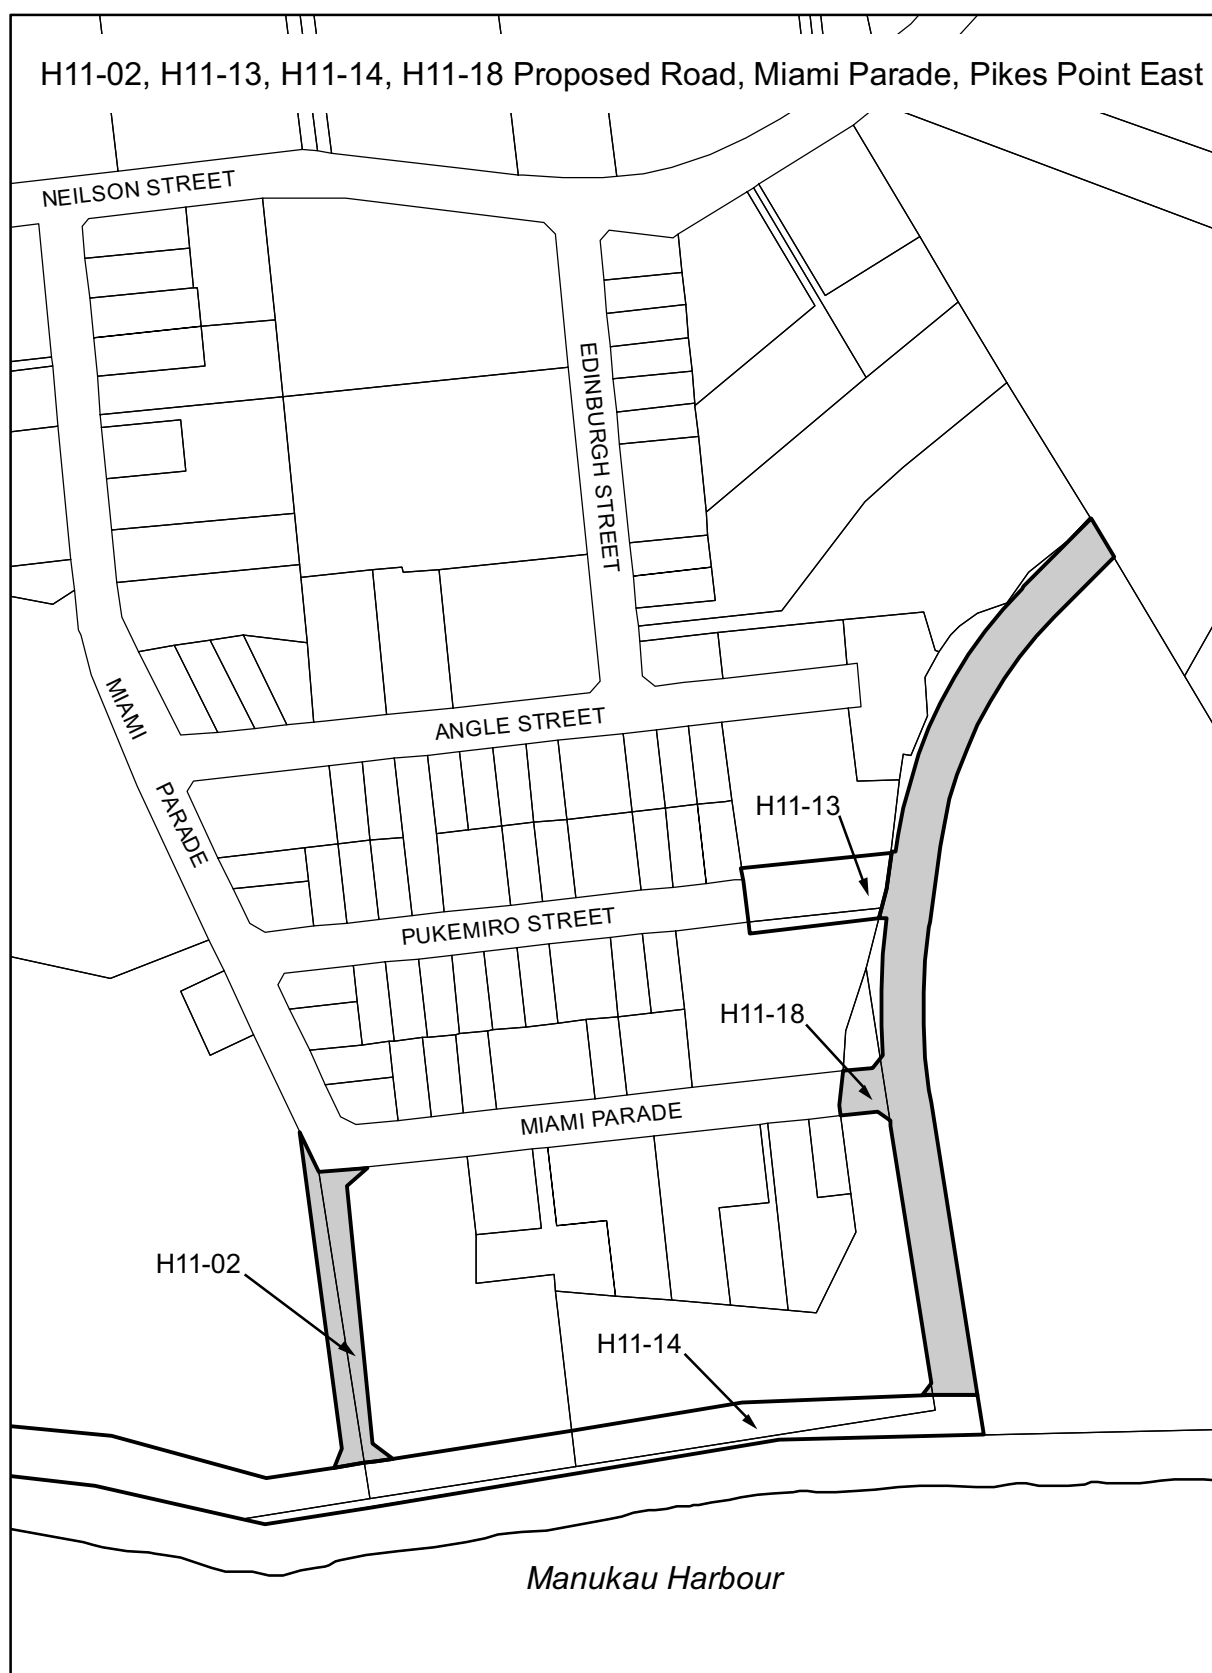 H11-02, H11-13, H11-14, H11-18 Proposed Road, Miami Parade, Pikes Point East
NEILSON STREET
EDINBURGH STREET
MIAMI
PARADE
ANGLE STREET
H11-13
PUKEMIRO STREET
H11-18
MIAMI PARADE
H11-02
H11-14
Manukau Harbour